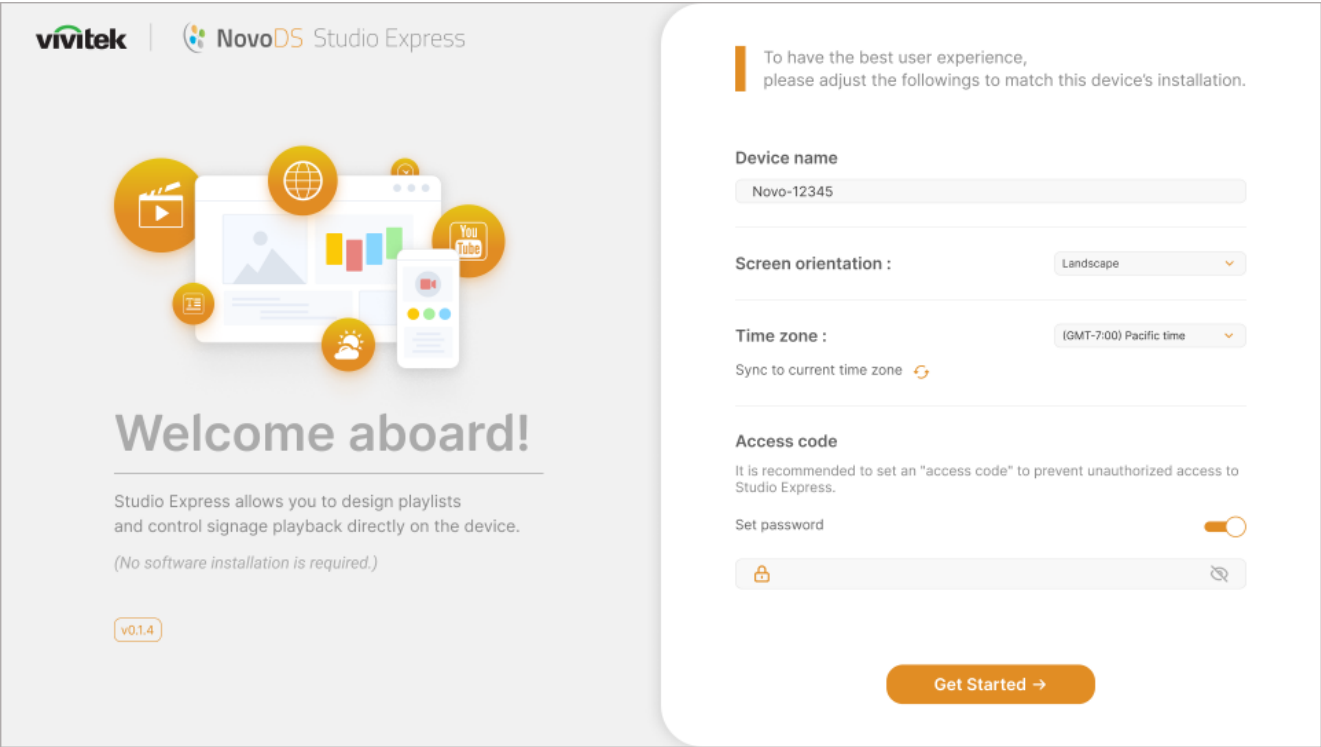 vivitek
NovoDS Studio Express
You
Tube
T
Welcome aboard!
Studio Express allows you to design playlists
and control signage playback directly on the device.
(No software installation is required.)
v0.1.4
To have the best user experience,
please adjust the followings to match this device's installation.
Device name
Novo-12345
Screen orientation :
Landscape
Time zone :
(GMT-7:00) Pacific time
Sync to current time zone
Access code
It is recommended to set an "access code" to prevent unauthorized access to
Studio Express.
Set password
Get Started →